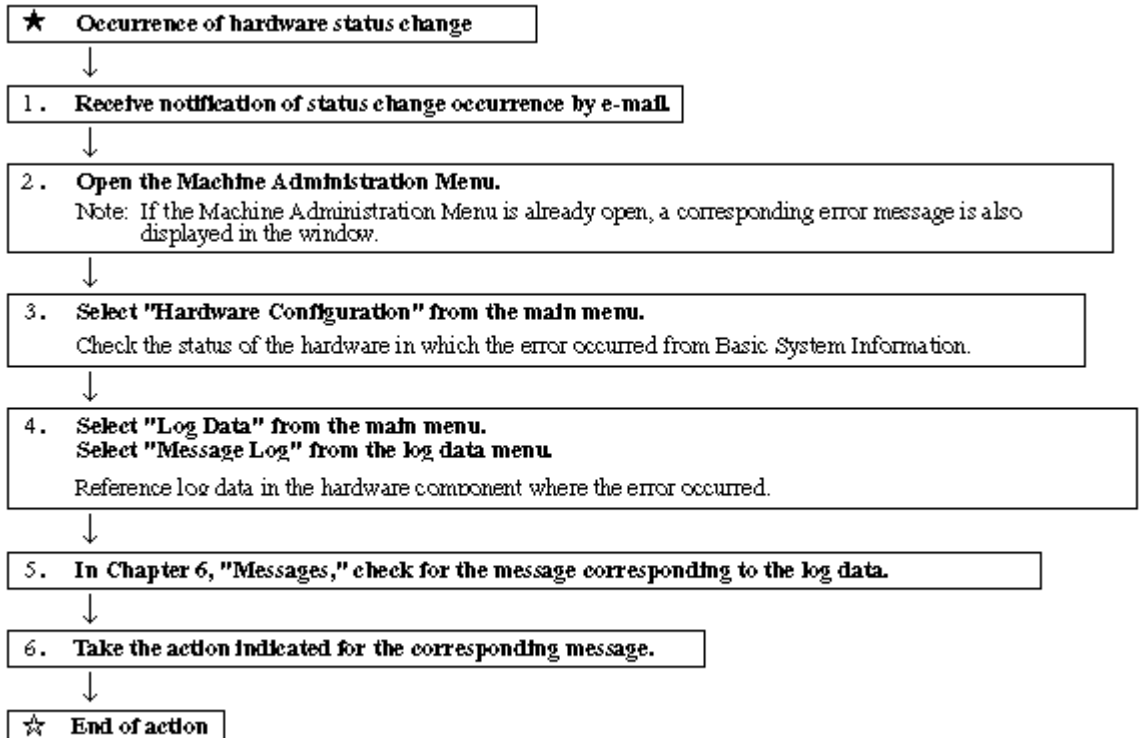 ★ Occurrence of hardware status change
↓
1. Receive notification of status change occurrence by e-mail.
↓
2. Open the Machine Administration Menu.
Note: If the Machine Administration Menu is already open, a corresponding error message is also
displayed in the window.
↓
3. Select "Hardware Configuration" from the main menu.
Check the status of the hardware in which the error occurred from Basic System Information.
↓
4. Select "Log Data" from the main menu.
Select "Message Log" from the log data menu.
Reference log data in the hardware component where the error occurred.
↓
5. In Chapter 6, "Messages," check for the message corresponding to the log data.
↓
6. Take the action indicated for the corresponding message.
↓
☆ End of action